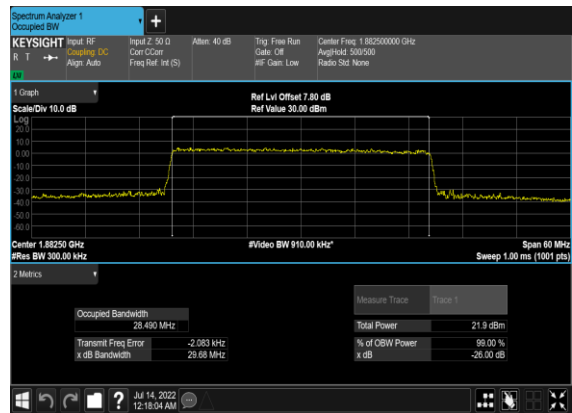 Spectrum Analyzer 1
Occupied BW
+
KEYSIGHT Input: RF Input Z: 50 Ω Atten: 40 dB Trig: Free Run Center Freq: 1.882500000 GHz
R T Coupling: DC Corr CCorr Gate: Off Avg|Hold: 500/500
Align: Auto Freq Ref: Int (S) #IF Gain: Low Radio Std: None
1 Graph Ref Lvl Offset 7.80 dB
Scale/Div 10.0 dB Ref Value 30.00 dBm
Log
20.0
10.0
0.00
-10.0
-20.0
-30.0
-40.0
-50.0
-60.0
Center 1.88250 GHz #Video BW 910.00 kHz* Span 60 MHz
#Res BW 300.00 kHz Sweep 1.00 ms (1001 pts)
2 Metrics
Measure Trace Trace 1
Occupied Bandwidth
28.490 MHz Total Power 21.9 dBm
Transmit Freq Error -2.083 kHz % of OBW Power 99.00 %
x dB Bandwidth 29.68 MHz x dB -26.00 dB
? Jul 14, 2022
12:18:04 AM